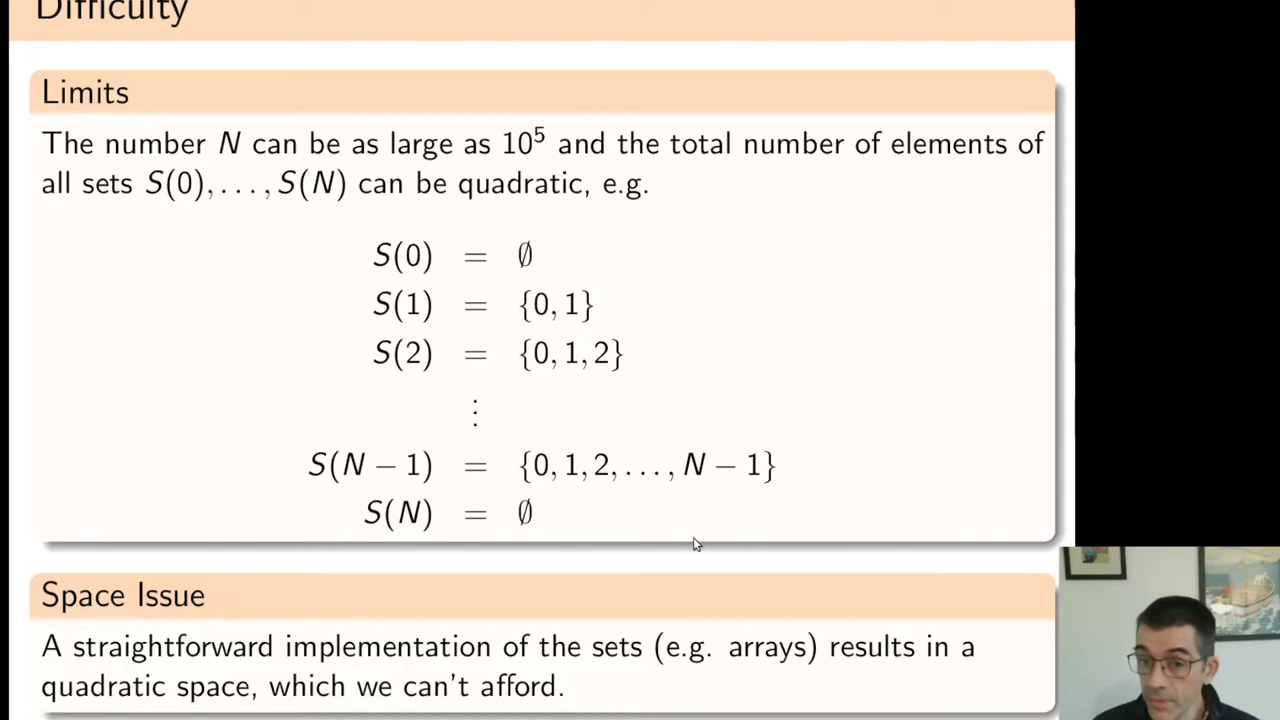 Difficulty
Limits
The number N can be as large as 10⁵ and the total number of elements of
all sets S(0), . . . , S(N) can be quadratic, e.g.
S(0) = ∅
S(1) = {0, 1}
S(2) = {0, 1, 2}
⋮
S(N − 1) = {0, 1, 2, . . . , N − 1}
S(N) = ∅
Space Issue
A straightforward implementation of the sets (e.g. arrays) results in a
quadratic space, which we can't afford.